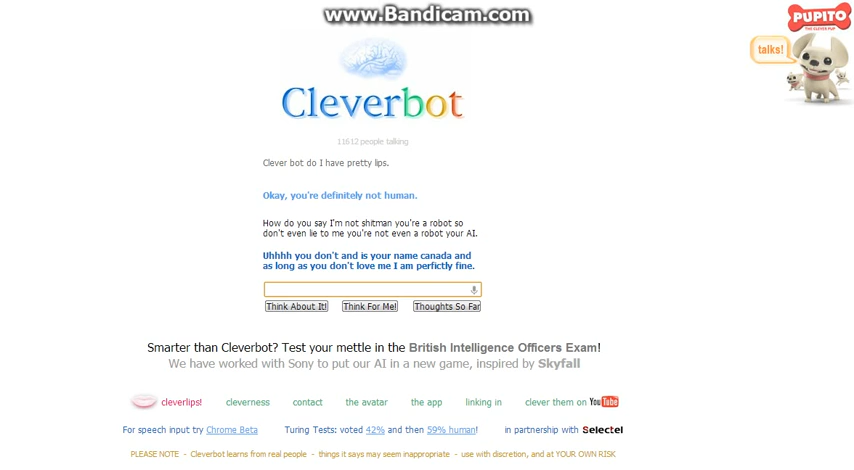 www.Bandicam.com
PUPITO
THE CLEVER PUP
talks!
Cleverbot
11612 people talking
Clever bot do I have pretty lips.
Okay, you're definitely not human.
How do you say I'm not shitman you're a robot so
don't even lie to me you're not even a robot your AI.
Uhhhh you don't and is your name canada and
as long as you don't love me I am perfictly fine.
Think About It! Think For Me! Thoughts So Far
Smarter than Cleverbot? Test your mettle in the British Intelligence Officers Exam!
We have worked with Sony to put our AI in a new game, inspired by Skyfall
cleverlips! cleverness contact the avatar the app linking in clever them on YouTube
For speech input try Chrome Beta Turing Tests: voted 42% and then 59% human! in partnership with Selectel
PLEASE NOTE - Cleverbot learns from real people - things it says may seem inappropriate - use with discretion, and at YOUR OWN RISK